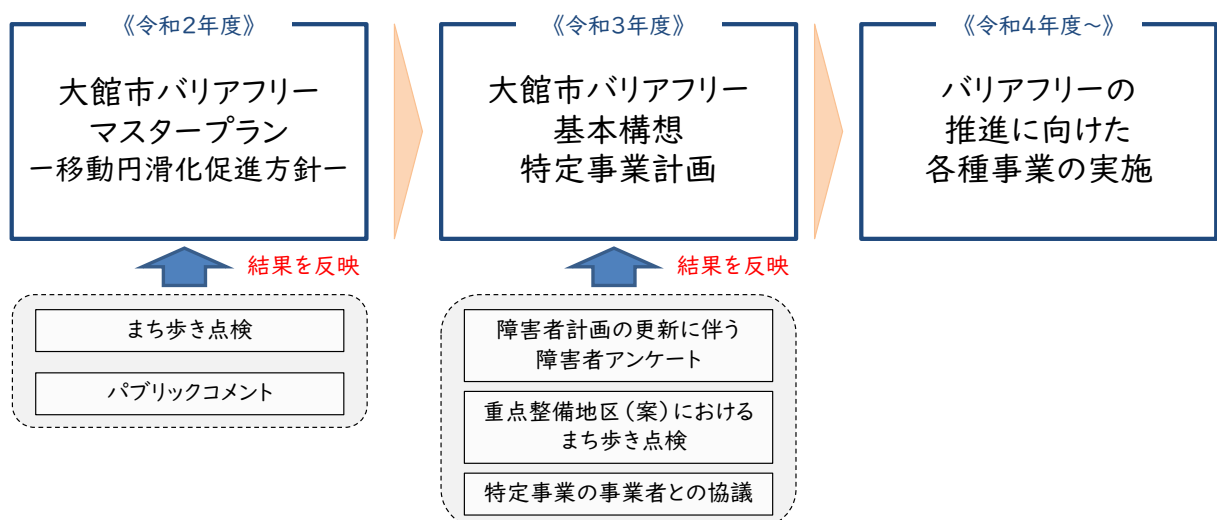 《令和2年度》
大館市バリアフリー
マスタープラン
ー移動円滑化促進方針ー
結果を反映
まち歩き点検
パブリックコメント
《令和3年度》
大館市バリアフリー
基本構想
特定事業計画
結果を反映
障害者計画の更新に伴う
障害者アンケート
重点整備地区(案)における
まち歩き点検
特定事業の事業者との協議
《令和4年度~》
バリアフリーの
推進に向けた
各種事業の実施